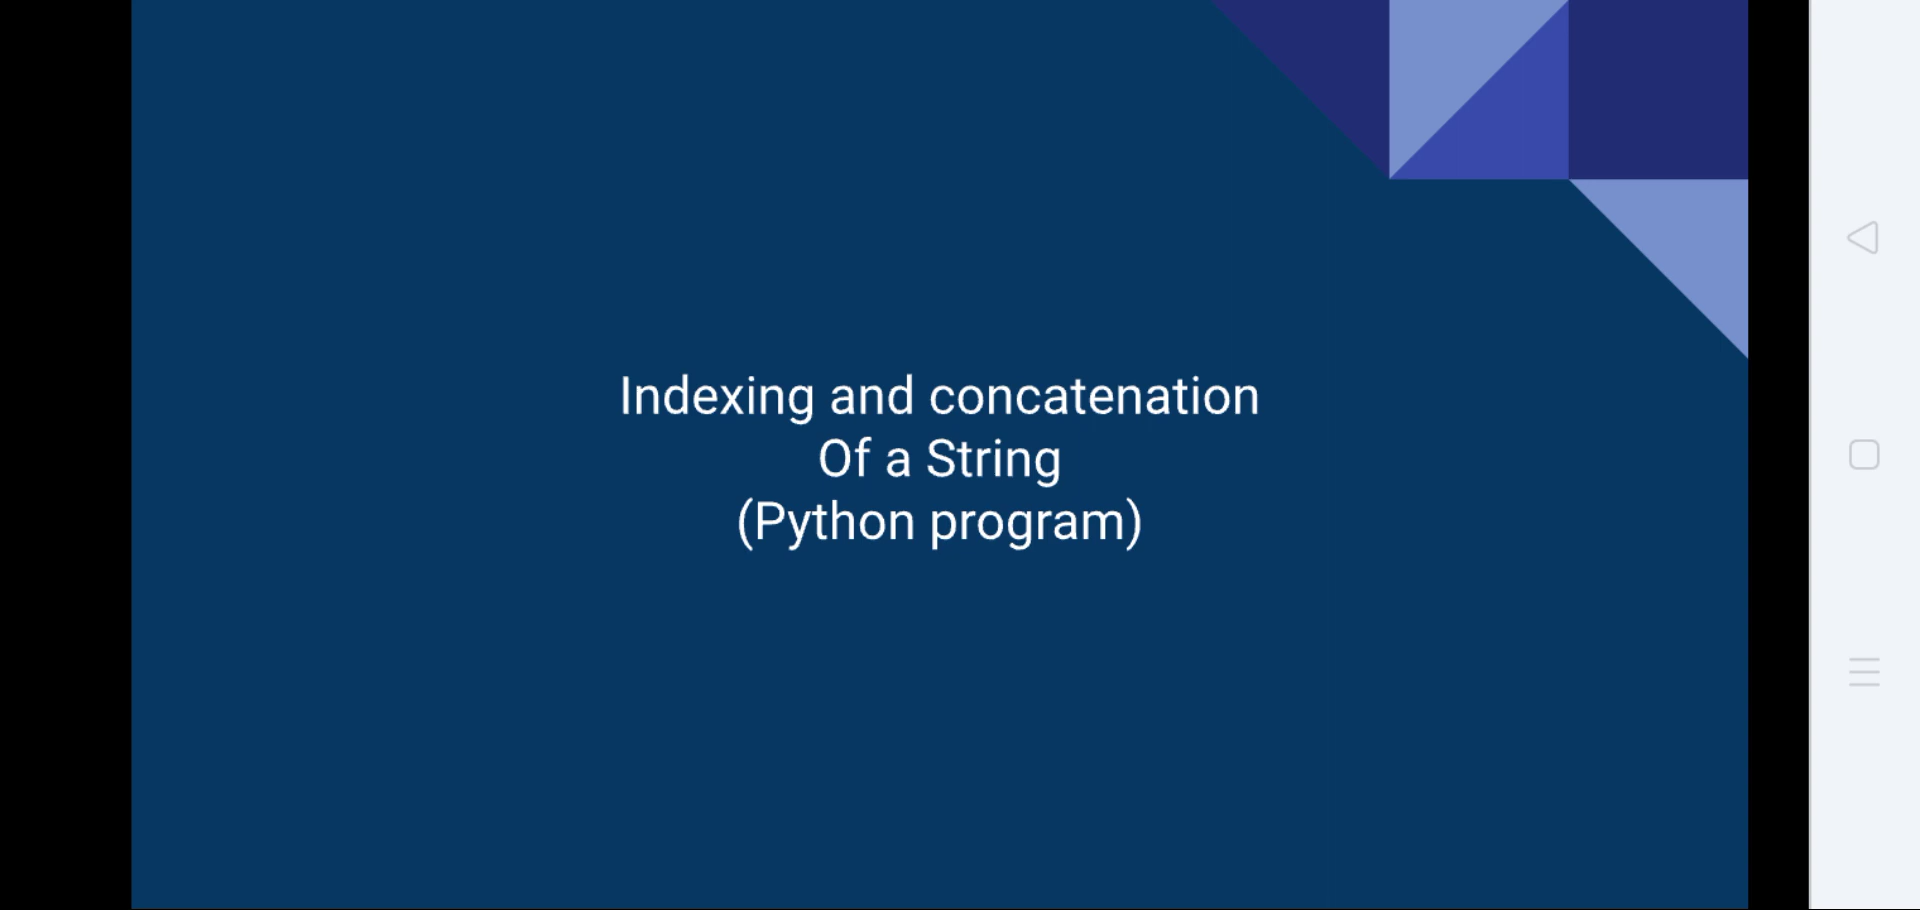 Indexing and concatenation
Of a String
(Python program)